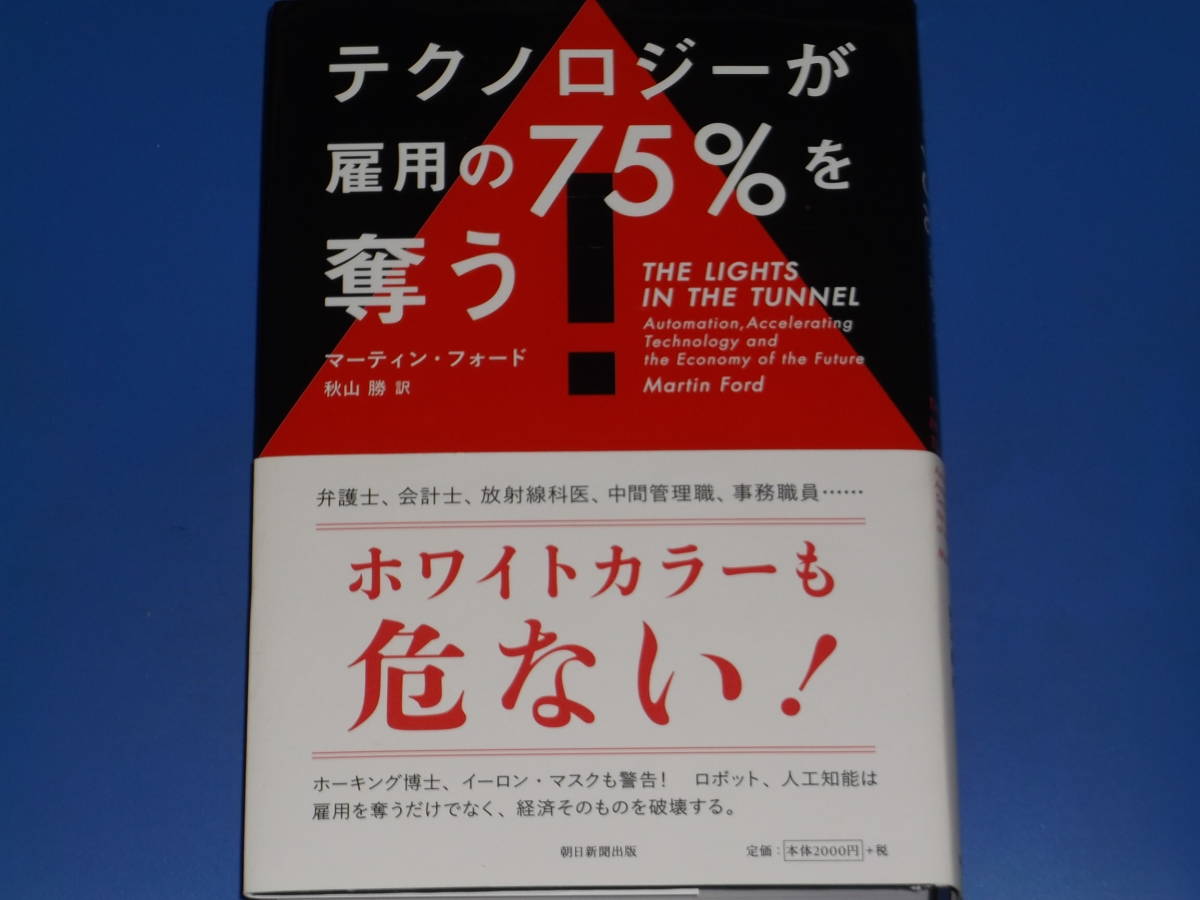 テクノロジーが
雇用の75%を
奪う
THE LIGHTS
IN THE TUNNEL
Automation, Accelerating
Technology and
the Economy of the Future
Martin Ford
マーティン・フォード
秋山 勝 訳
弁護士、会計士、放射線科医、中間管理職、事務職員……
ホワイトカラーも
危ない!
ホーキング博士、イーロン・マスクも警告! ロボット、人工知能は
雇用を奪うだけでなく、経済そのものを破壊する。
朝日新聞出版
定価:本体2000円+税